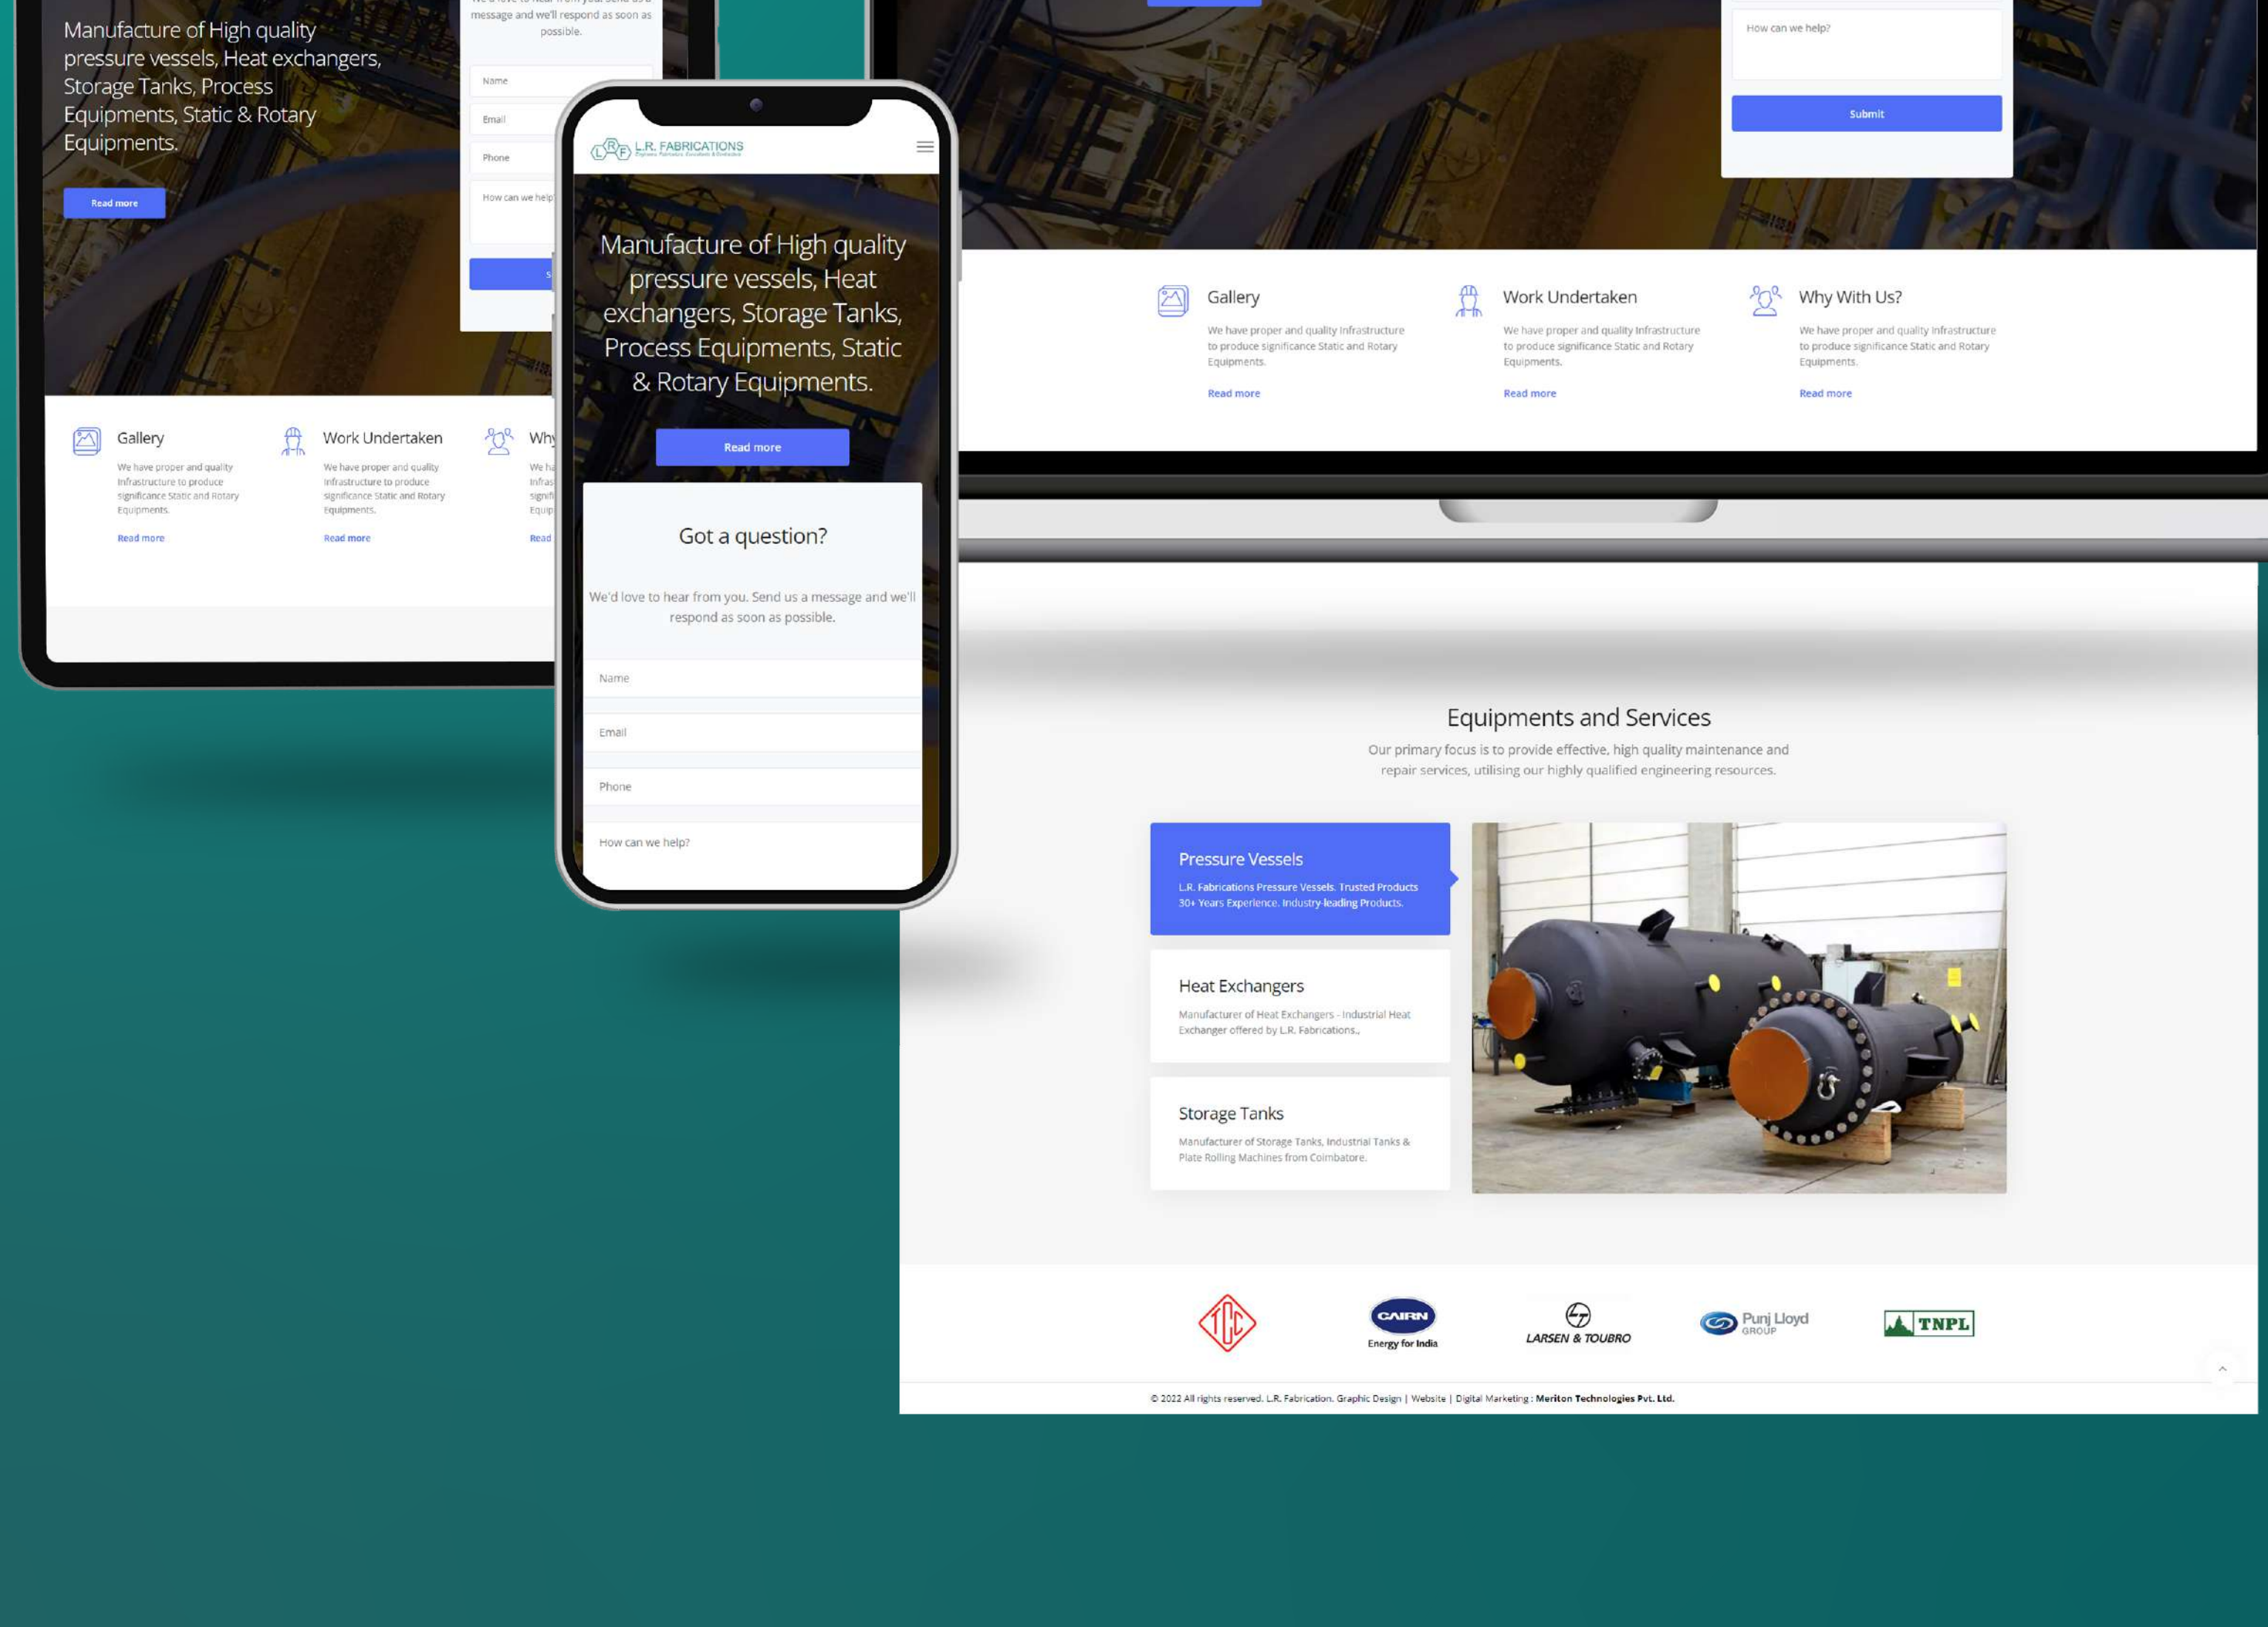 Manufacture of High quality
pressure vessels, Heat exchangers,
Storage Tanks, Process
Equipments, Static & Rotary
Equipments.
Read more
message and we'll respond as soon as
possible.
Name
Email
Phone
How can we help
Gallery
We have proper and quality
Infrastructure to produce
significance Static and Rotary
Equipments.
Read more
Work Undertaken
We have proper and quality
Infrastructure to produce
significance Static and Rotary
Equipments.
Read more
Why
Read
LRF L.R. FABRICATIONS
Manufacture of High quality
pressure vessels, Heat
exchangers, Storage Tanks,
Process Equipments, Static
& Rotary Equipments.
Read more
Got a question?
We'd love to hear from you. Send us a message and we'll
respond as soon as possible.
Name
Email
Phone
How can we help?
How can we help?
Submit
Gallery
We have proper and quality Infrastructure
to produce significance Static and Rotary
Equipments.
Read more
Work Undertaken
We have proper and quality Infrastructure
to produce significance Static and Rotary
Equipments.
Read more
Why With Us?
We have proper and quality Infrastructure
to produce significance Static and Rotary
Equipments.
Read more
Equipments and Services
Our primary focus is to provide effective, high quality maintenance and
repair services, utilising our highly qualified engineering resources.
Pressure Vessels
L.R. Fabrications Pressure Vessels. Trusted Products
30+ Years Experience. Industry-leading Products.
Heat Exchangers
Manufacturer of Heat Exchangers - Industrial Heat
Exchanger offered by L.R. Fabrications.,
Storage Tanks
Manufacturer of Storage Tanks, Industrial Tanks &
Plate Rolling Machines from Coimbatore.
TCC
CAIRN
Energy for India
LARSEN & TOUBRO
Punj Lloyd
GROUP
TNPL
© 2022 All rights reserved. L.R. Fabrication. Graphic Design | Website | Digital Marketing : Meriton Technologies Pvt. Ltd.